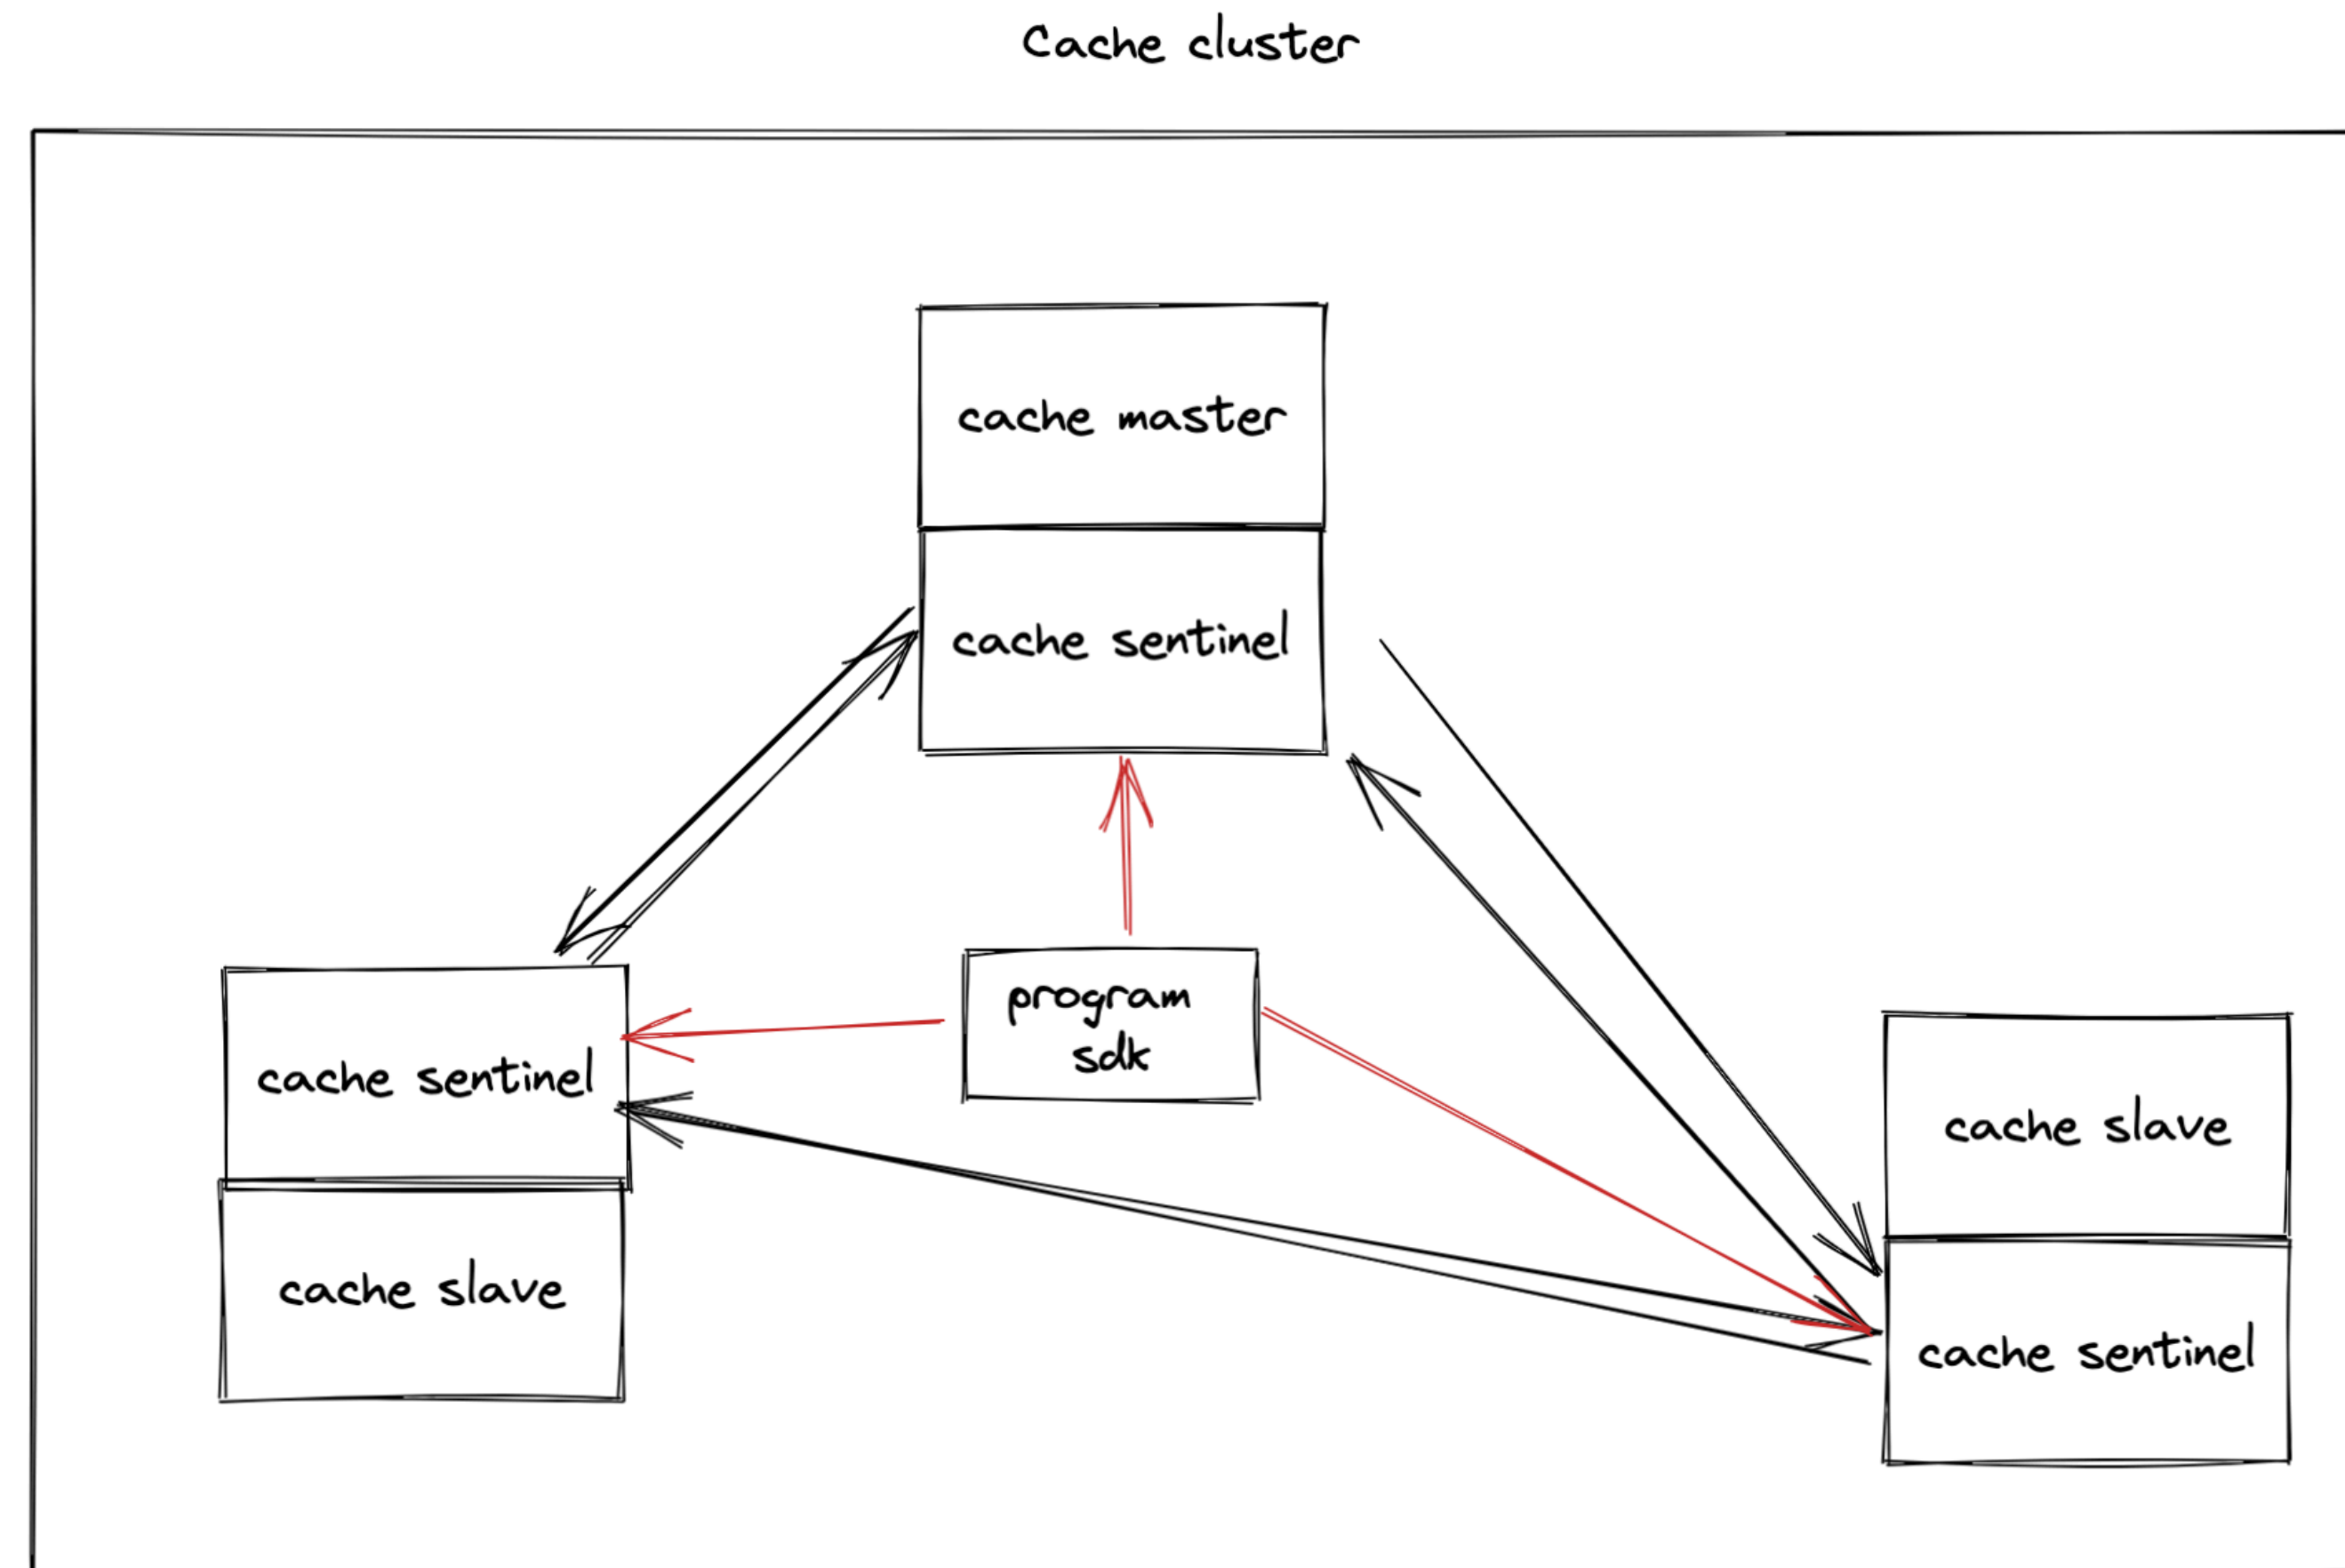 Cache cluster
cache master
cache sentinel
program
sdk
cache sentinel
cache slave
cache slave
cache sentinel